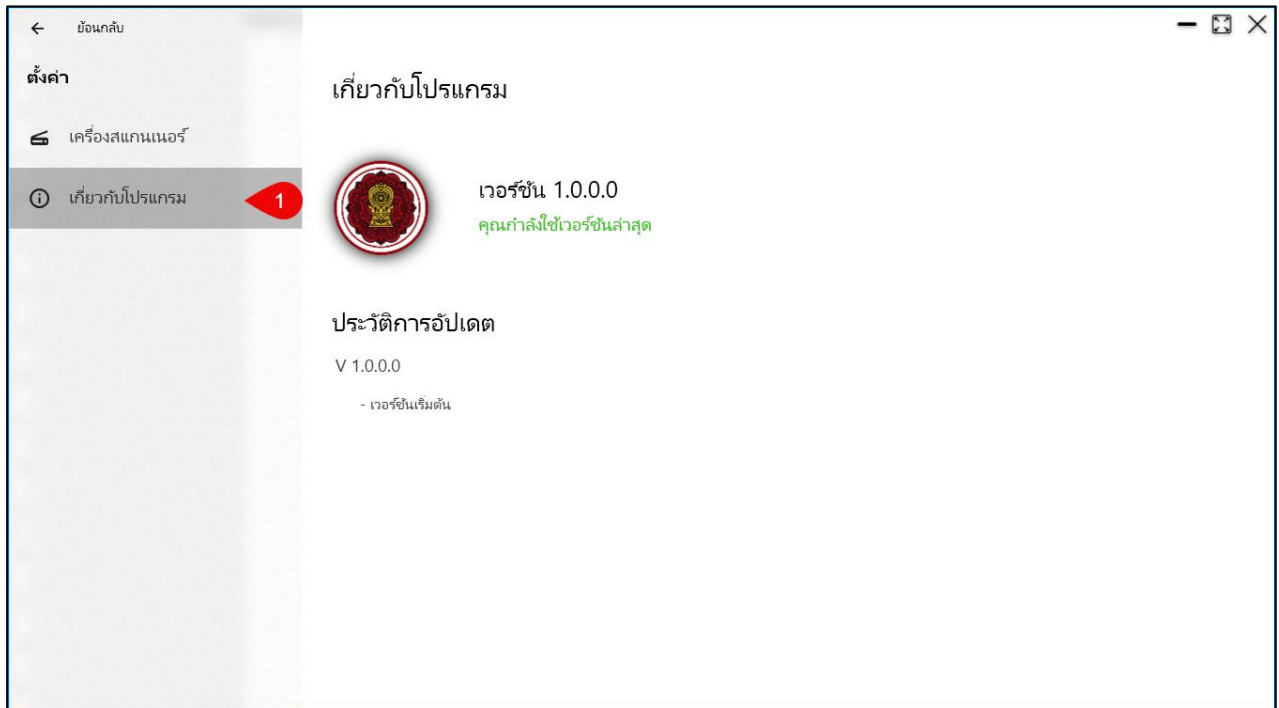 ย้อนกลับ
ตั้งค่า
เครื่องสแกนเนอร์
เกี่ยวกับโปรแกรม
1
เกี่ยวกับโปรแกรม
เวอร์ชัน 1.0.0.0
คุณกำลังใช้เวอร์ชันล่าสุด
ประวัติการอัปเดต
V 1.0.0.0
- เวอร์ชันเริ่มต้น